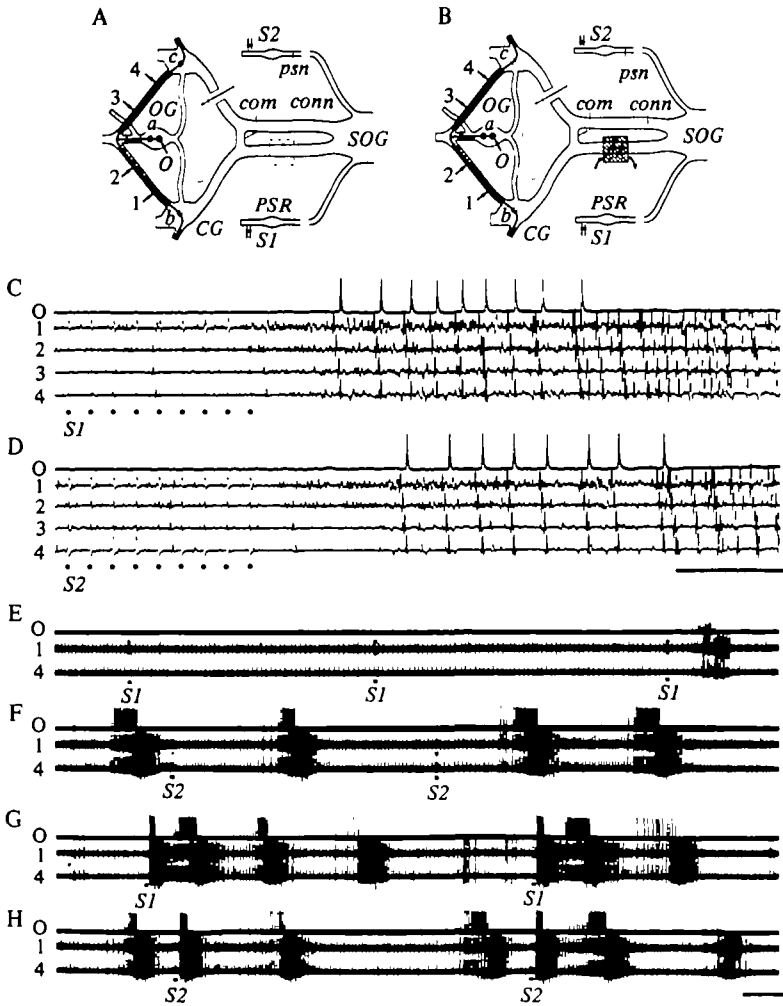 A
B
S2
psn
c
4
3
OG
a
com
conn
O
SOG
2
1
b
PSR
S1
CG
S2
psn
c
4
3
OG
a
com
conn
O
SOG
2
1
b
PSR
S1
CG
C
O
1
2
3
4
S1
D
O
1
2
3
4
S2
E
O
1
4
S1 S1 S1
F
O
1
4
S2 S2
G
O
1
4
S1 S1
H
O
1
4
S2 S2